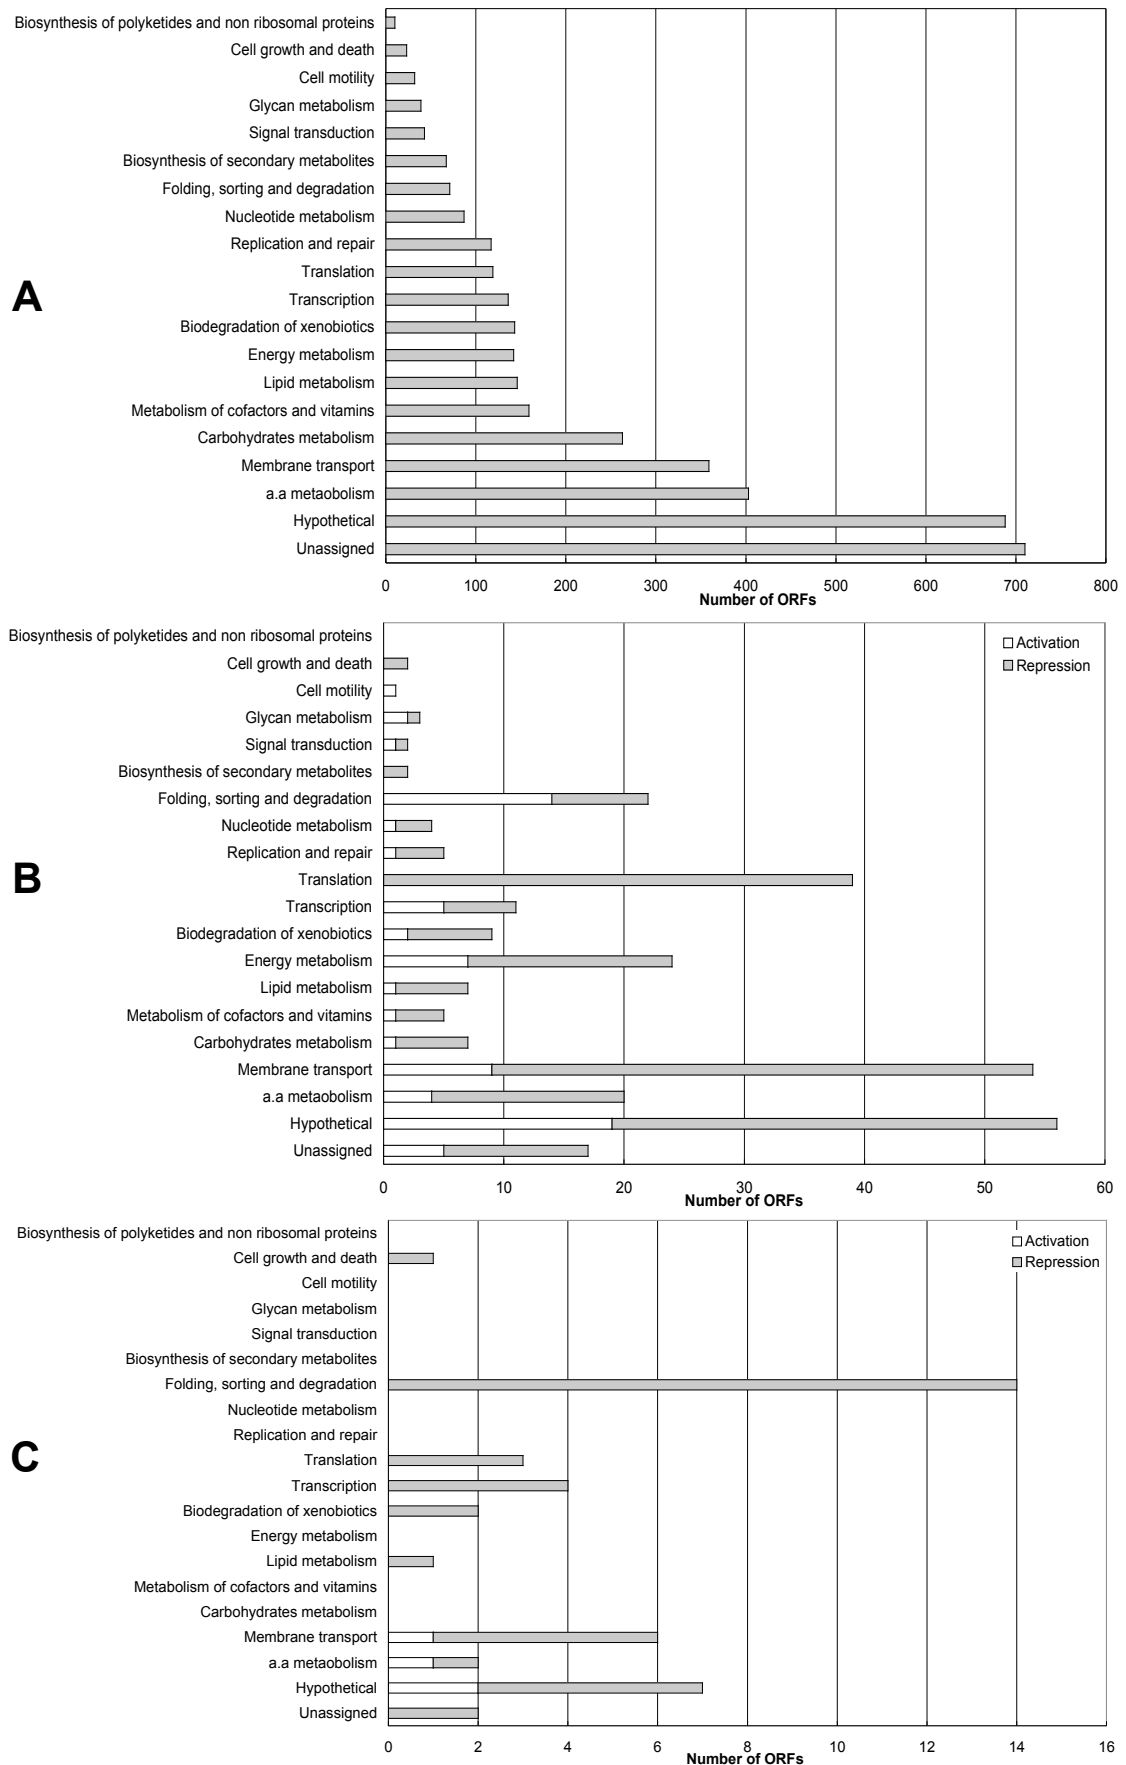 Biosynthesis of polyketides and non ribosomal proteins
Cell growth and death
Cell motility
Glycan metabolism
Signal transduction
Biosynthesis of secondary metabolites
Folding, sorting and degradation
Nucleotide metabolism
Replication and repair
Translation
A
Transcription
Biodegradation of xenobiotics
Energy metabolism
Lipid metabolism
Metabolism of cofactors and vitamins
Carbohydrates metabolism
Membrane transport
a.a metaobolism
Hypothetical
Unassigned
0 100 200 300 400 500 600 700 800
Number of ORFs
Biosynthesis of polyketides and non ribosomal proteins
Activation
Cell growth and death
Repression
Cell motility
Glycan metabolism
Signal transduction
Biosynthesis of secondary metabolites
Folding, sorting and degradation
Nucleotide metabolism
Replication and repair
B
Translation
Transcription
Biodegradation of xenobiotics
Energy metabolism
Lipid metabolism
Metabolism of cofactors and vitamins
Carbohydrates metabolism
Membrane transport
a.a metaobolism
Hypothetical
Unassigned
0 10 20 30 40 50 60
Number of ORFs
Biosynthesis of polyketides and non ribosomal proteins
Activation
Cell growth and death
Repression
Cell motility
Glycan metabolism
Signal transduction
Biosynthesis of secondary metabolites
Folding, sorting and degradation
Nucleotide metabolism
Replication and repair
C
Translation
Transcription
Biodegradation of xenobiotics
Energy metabolism
Lipid metabolism
Metabolism of cofactors and vitamins
Carbohydrates metabolism
Membrane transport
a.a metaobolism
Hypothetical
Unassigned
0 2 4 6 8 10 12 14 16
Number of ORFs